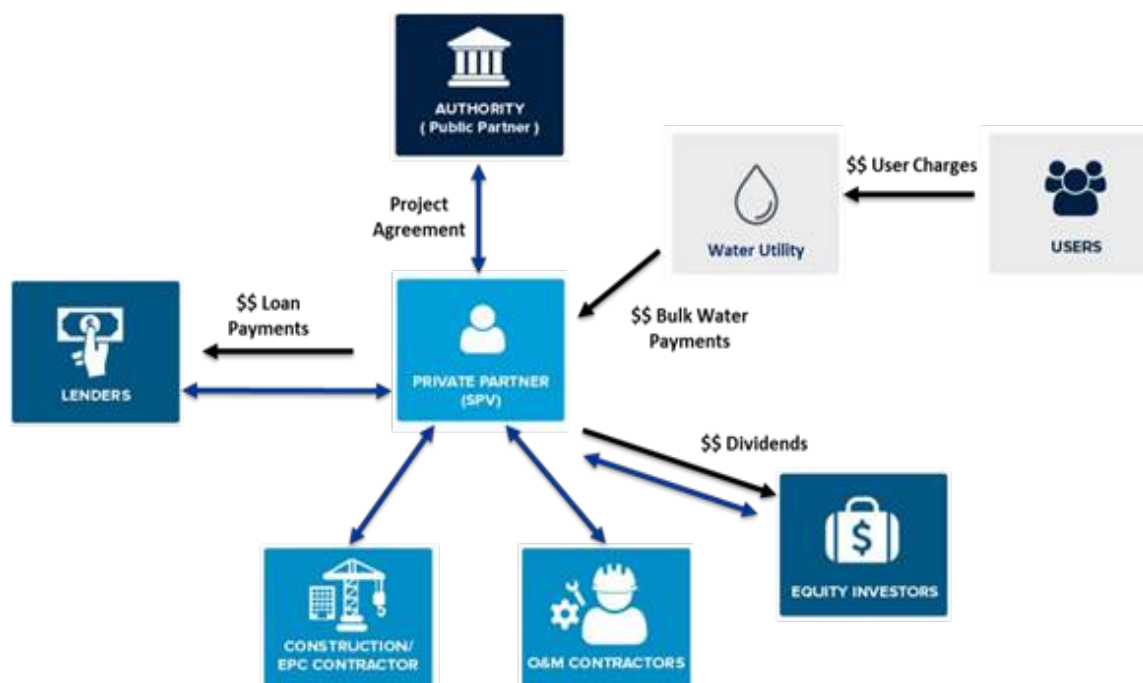 AUTHORITY
( Public Partner )
$$ User Charges
Project
Agreement
Water Utility
USERS
$$ Loan
Payments
$$ Bulk Water
Payments
LENDERS
PRIVATE PARTNER
(SPV)
$$ Dividends
$
EQUITY INVESTORS
CONSTRUCTION/
EPC CONTRACTOR
O&M CONTRACTORS